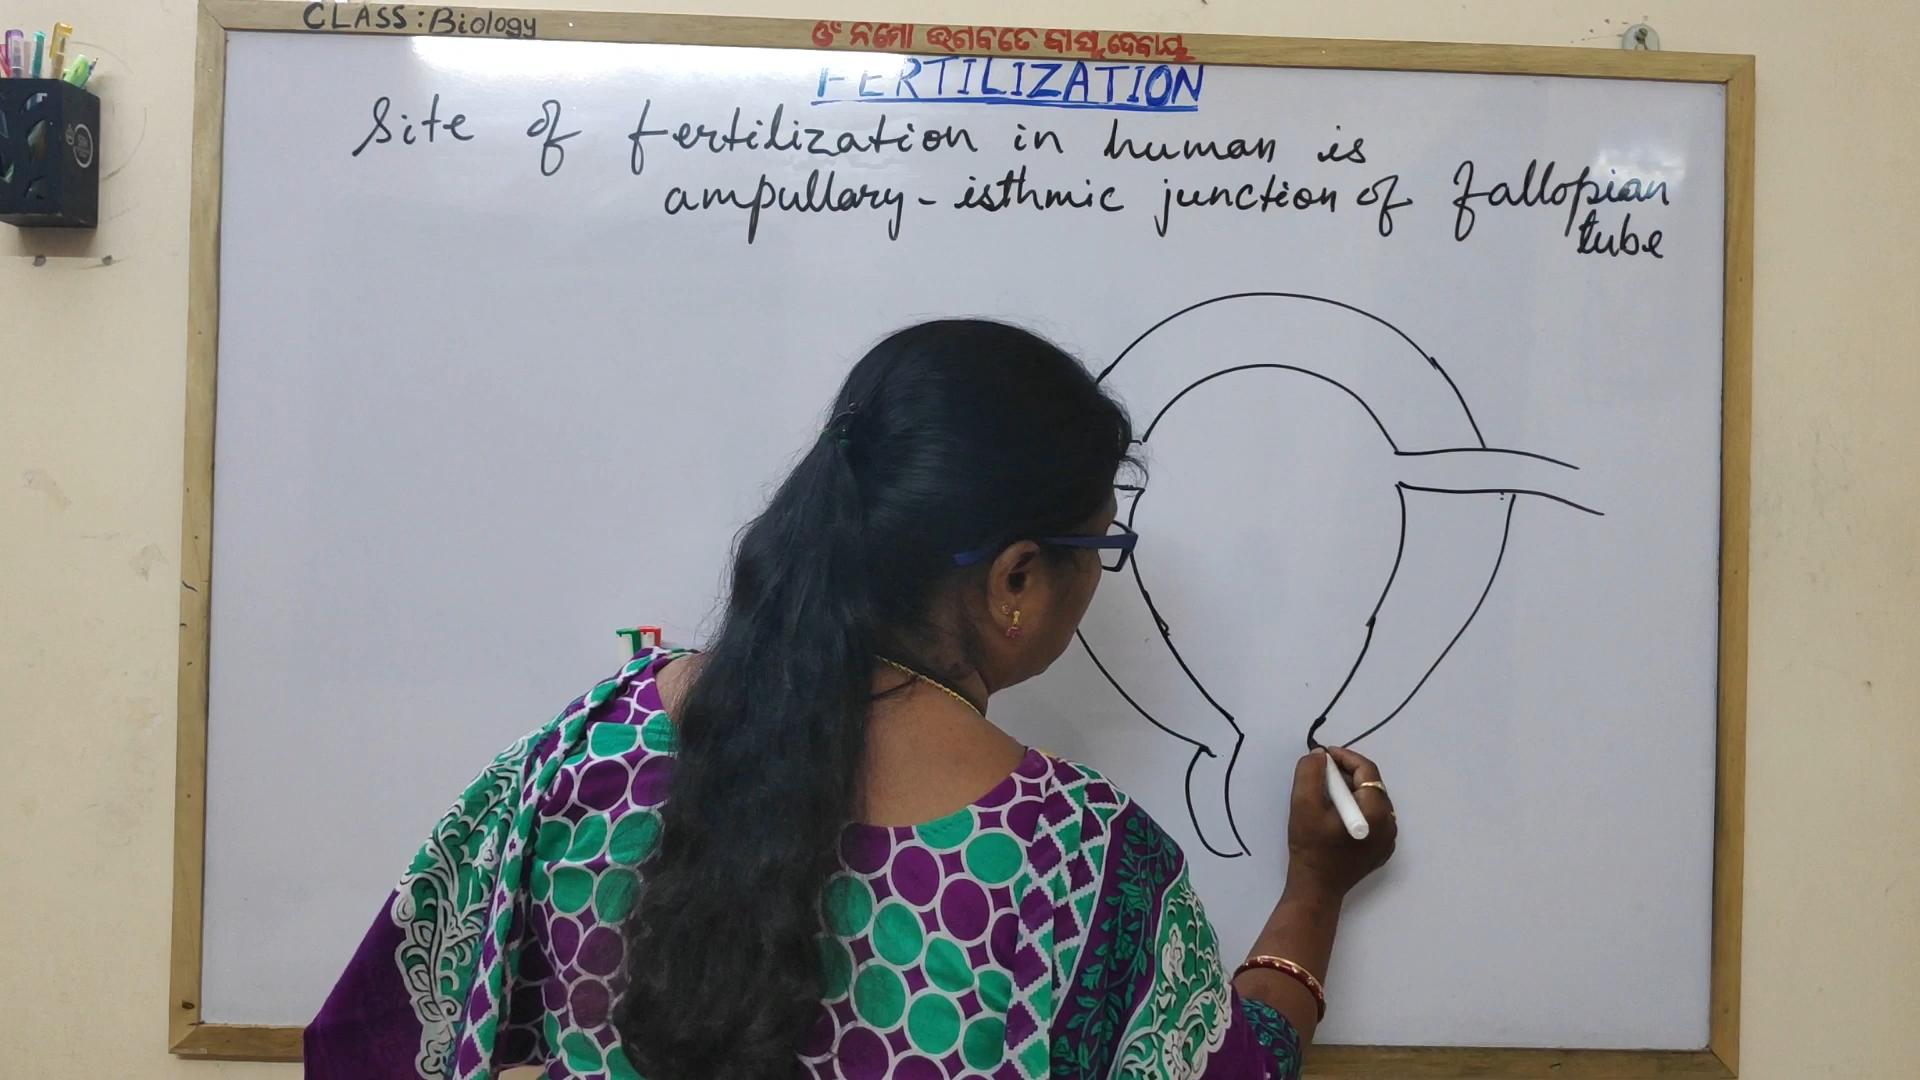 CLASS: Biology
ଓଁ ନମୋ ଭଗବତେ ବାସୁଦେବାୟ
FERTILIZATION
Site of fertilization in human is
ampullary - isthmic junction of fallopian
tube